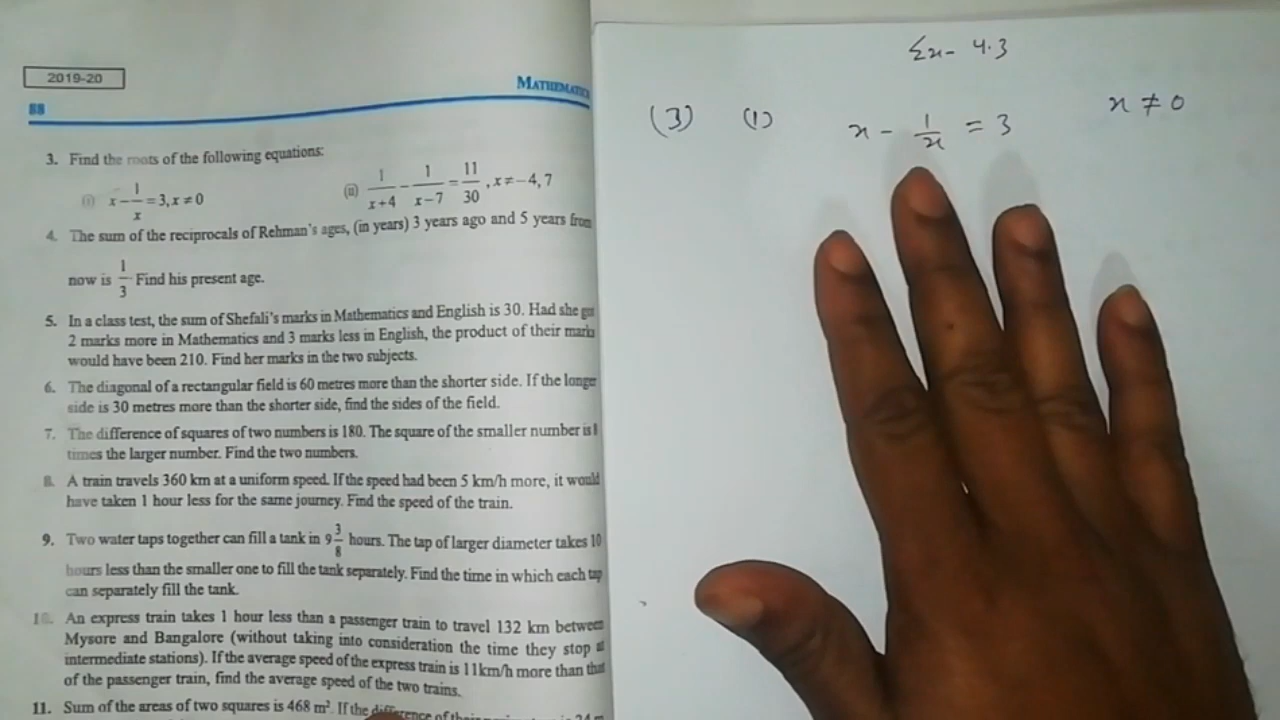 2019-20
MATHEMATICS
88
3. Find the roots of the following equations:
(i) x - 1/x = 3, x ≠ 0
(ii) 1/(x+4) - 1/(x-7) = 11/30, x ≠ -4, 7
4. The sum of the reciprocals of Rehman's ages, (in years) 3 years ago and 5 years from
now is 1/3. Find his present age.
5. In a class test, the sum of Shefali's marks in Mathematics and English is 30. Had she got
2 marks more in Mathematics and 3 marks less in English, the product of their marks
would have been 210. Find her marks in the two subjects.
6. The diagonal of a rectangular field is 60 metres more than the shorter side. If the longer
side is 30 metres more than the shorter side, find the sides of the field.
7. The difference of squares of two numbers is 180. The square of the smaller number is 8
times the larger number. Find the two numbers.
8. A train travels 360 km at a uniform speed. If the speed had been 5 km/h more, it would
have taken 1 hour less for the same journey. Find the speed of the train.
9. Two water taps together can fill a tank in 9 3/8 hours. The tap of larger diameter takes 10
hours less than the smaller one to fill the tank separately. Find the time in which each tap
can separately fill the tank.
10. An express train takes 1 hour less than a passenger train to travel 132 km between
Mysore and Bangalore (without taking into consideration the time they stop at
intermediate stations). If the average speed of the express train is 11km/h more than that
of the passenger train, find the average speed of the two trains.
11. Sum of the areas of two squares is 468 m². If the difference of their
Ex- 4.3
(3) (1) x - 1/x = 3 x ≠ 0